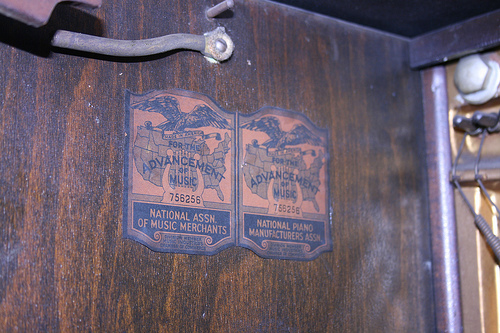 FOR THE
ADVANCEMENT
OF
MUSIC
756256
NATIONAL ASSN.
OF MUSIC MERCHANTS
FOR THE
ADVANCEMENT
OF
MUSIC
756256
NATIONAL PIANO
MANUFACTURERS ASSN.